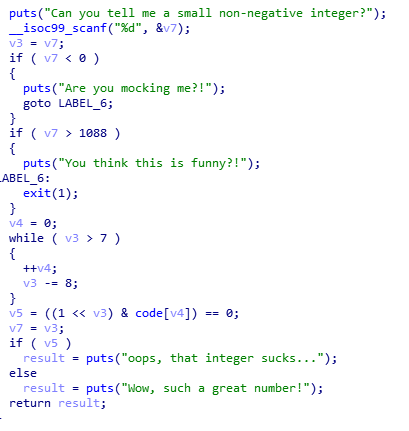 puts("Can you tell me a small non-negative integer?");
__isoc99_scanf("%d", &v7);
v3 = v7;
if ( v7 < 0 )
{
puts("Are you mocking me?!");
goto LABEL_6;
}
if ( v7 > 1088 )
{
puts("You think this is funny?!");
LABEL_6:
exit(1);
}
v4 = 0;
while ( v3 > 7 )
{
++v4;
v3 -= 8;
}
v5 = ((1 << v3) & code[v4]) == 0;
v7 = v3;
if ( v5 )
result = puts("oops, that integer sucks...");
else
result = puts("Wow, such a great number!");
return result;